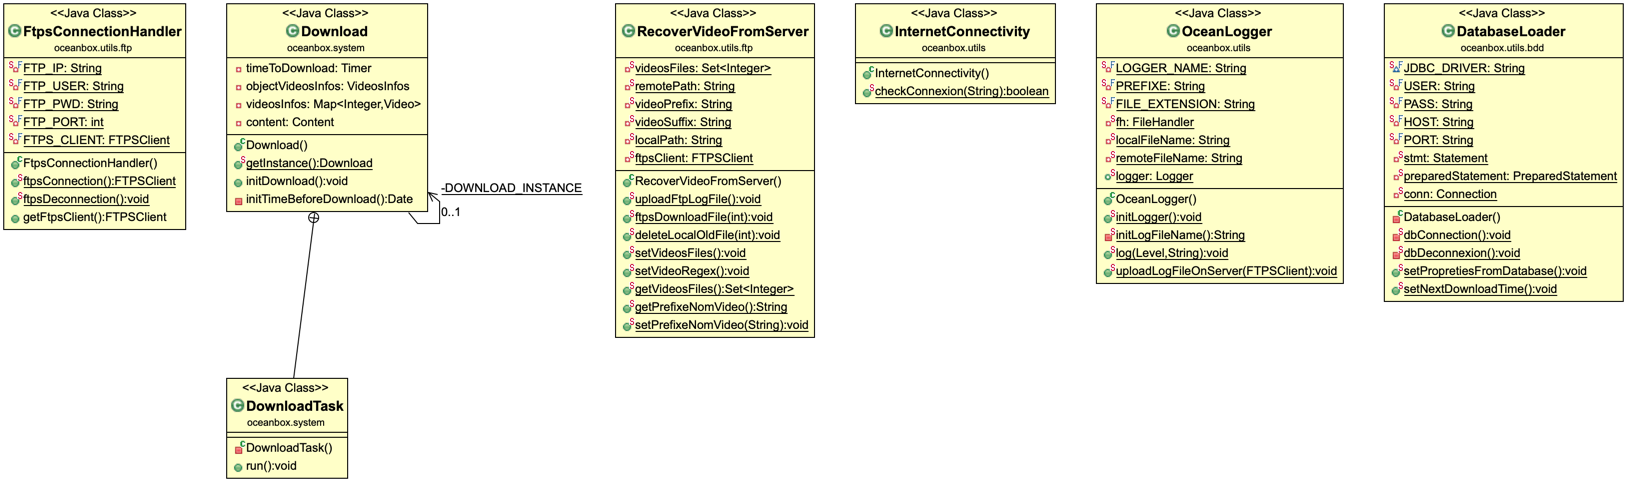 <<Java Class>>
FtpsConnectionHandler
oceanbox.utils.ftp
FTP_IP: String
FTP_USER: String
FTP_PWD: String
FTP_PORT: int
FTPS_CLIENT: FTPSClient
FtpsConnectionHandler()
ftpsConnection():FTPSClient
ftpsDeconnection():void
getFtpsClient():FTPSClient
<<Java Class>>
Download
oceanbox.system
timeToDownload: Timer
objectVideosInfos: VideosInfos
videosInfos: Map<Integer,Video>
content: Content
Download()
getInstance():Download
initDownload():void
initTimeBeforeDownload():Date
-DOWNLOAD_INSTANCE
0..1
<<Java Class>>
DownloadTask
oceanbox.system
DownloadTask()
run():void
<<Java Class>>
RecoverVideoFromServer
oceanbox.utils.ftp
videosFiles: Set<Integer>
remotePath: String
videoPrefix: String
videoSuffix: String
localPath: String
ftpsClient: FTPSClient
RecoverVideoFromServer()
uploadFtpLogFile():void
ftpsDownloadFile(int):void
deleteLocalOldFile(int):void
setVideosFiles():void
setVideoRegex():void
getVideosFiles():Set<Integer>
getPrefixeNomVideo():String
setPrefixeNomVideo(String):void
<<Java Class>>
InternetConnectivity
oceanbox.utils
InternetConnectivity()
checkConnexion(String):boolean
<<Java Class>>
OceanLogger
oceanbox.utils
LOGGER_NAME: String
PREFIXE: String
FILE_EXTENSION: String
fh: FileHandler
localFileName: String
remoteFileName: String
logger: Logger
OceanLogger()
initLogger():void
initLogFileName():String
log(Level,String):void
uploadLogFileOnServer(FTPSClient):void
<<Java Class>>
DatabaseLoader
oceanbox.utils.bdd
JDBC_DRIVER: String
USER: String
PASS: String
HOST: String
PORT: String
stmt: Statement
preparedStatement: PreparedStatement
conn: Connection
DatabaseLoader()
dbConnection():void
dbDeconnexion():void
setPropretiesFromDatabase():void
setNextDownloadTime():void